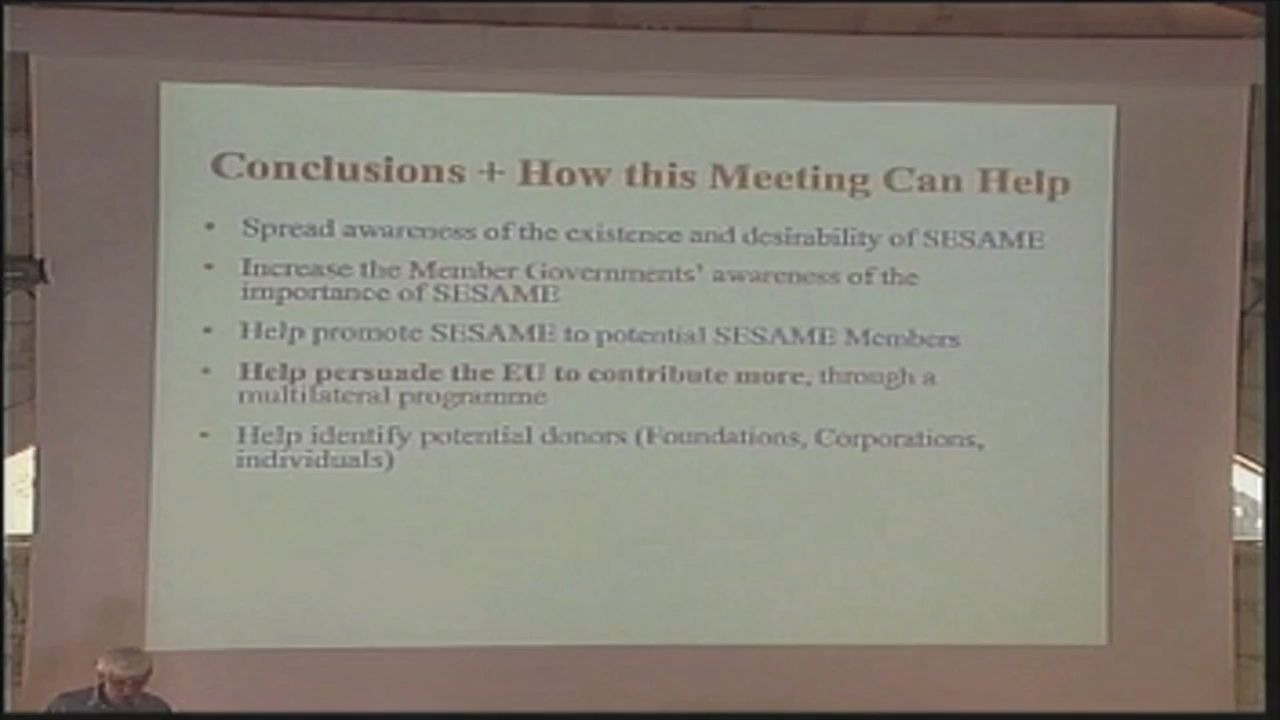 Conclusions + How this Meeting Can Help
• Spread awareness of the existence and desirability of SESAME
• Increase the Member Governments' awareness of the
importance of SESAME
• Help promote SESAME to potential SESAME Members
• Help persuade the EU to contribute more, through a
multilateral programme
• Help identify potential donors (Foundations, Corporations,
individuals)